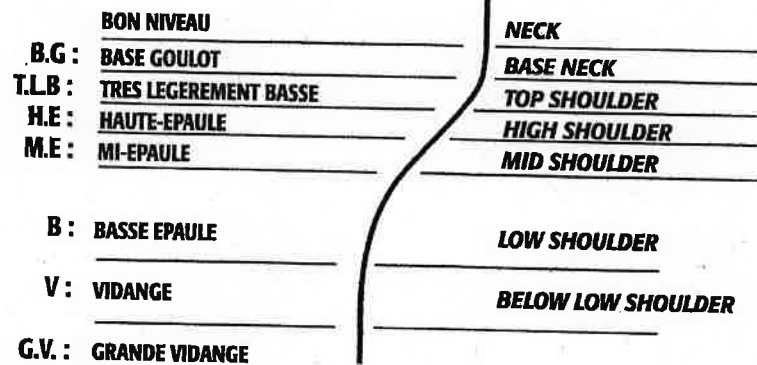 BON NIVEAU NECK
B.G : BASE GOULOT BASE NECK
T.L.B : TRES LEGEREMENT BASSE TOP SHOULDER
H.E : HAUTE-EPAULE HIGH SHOULDER
M.E : MI-EPAULE MID SHOULDER
B : BASSE EPAULE LOW SHOULDER
V : VIDANGE BELOW LOW SHOULDER
G.V. : GRANDE VIDANGE